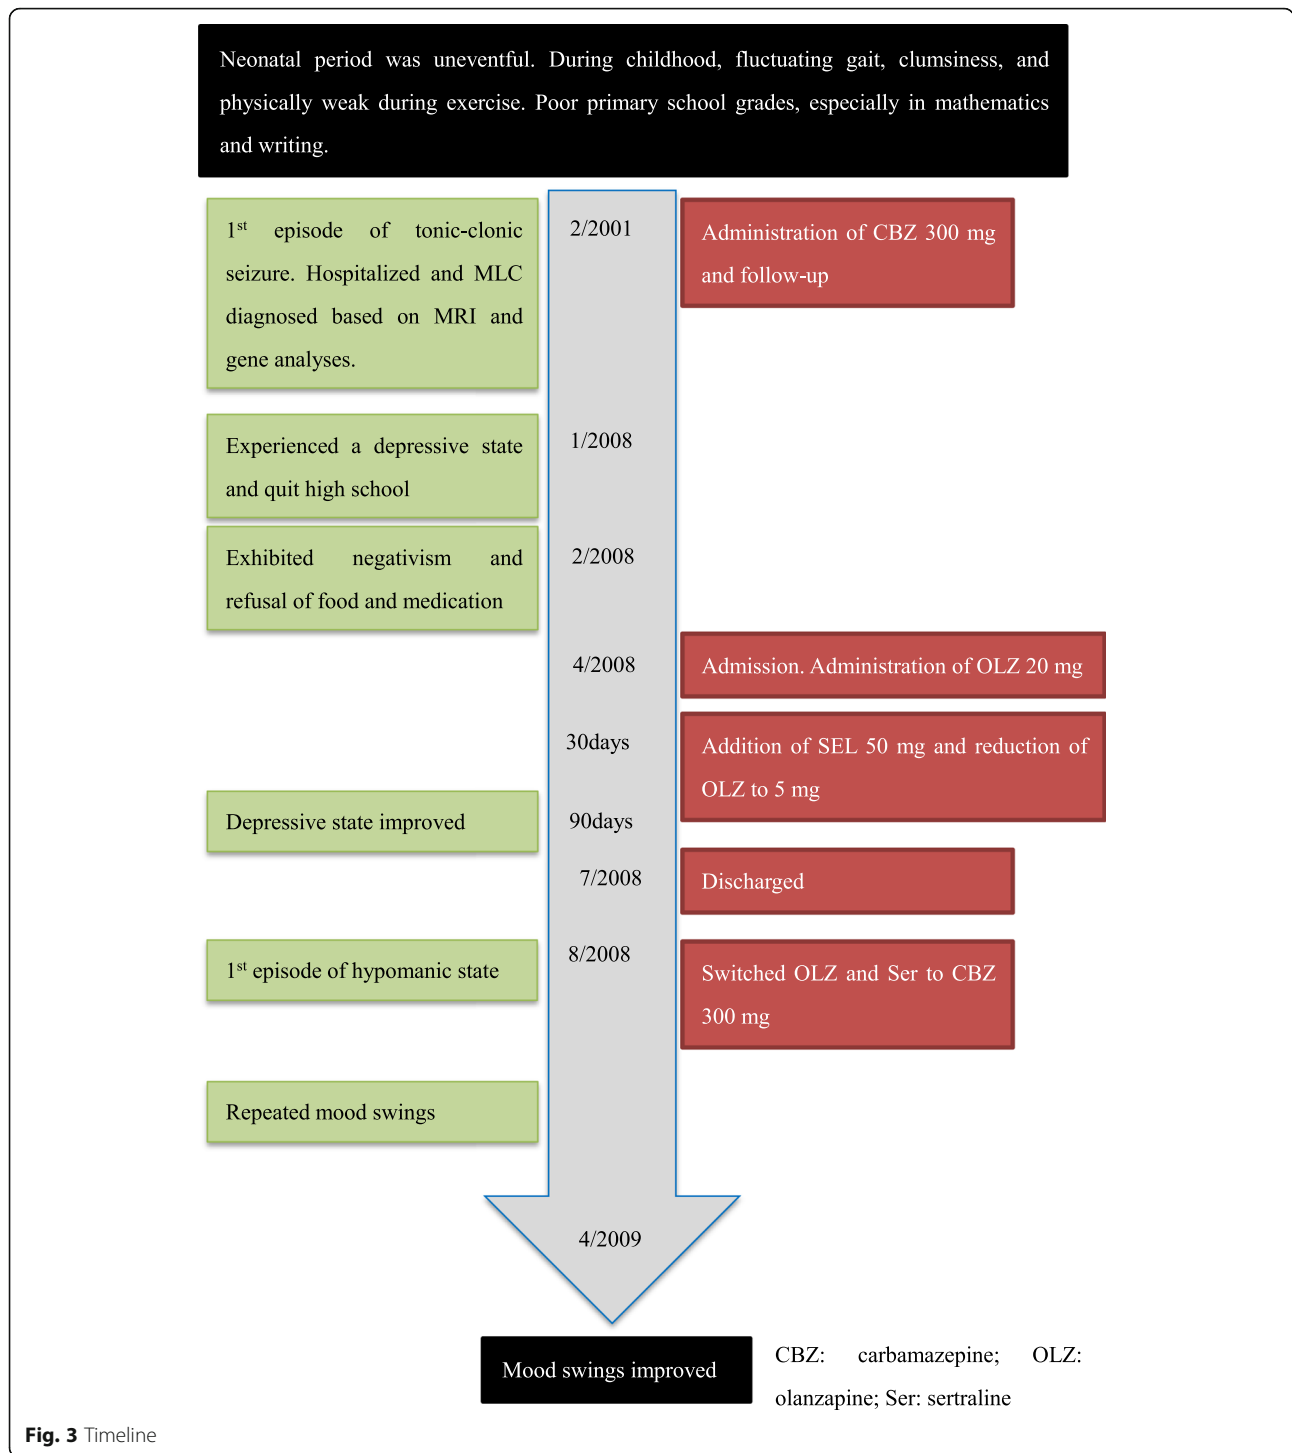 Neonatal period was uneventful. During childhood, fluctuating gait, clumsiness, and
physically weak during exercise. Poor primary school grades, especially in mathematics
and writing.
1st episode of tonic-clonic
seizure. Hospitalized and MLC
diagnosed based on MRI and
gene analyses.
2/2001
Administration of CBZ 300 mg
and follow-up
Experienced a depressive state
and quit high school
1/2008
Exhibited negativism and
refusal of food and medication
2/2008
4/2008
Admission. Administration of OLZ 20 mg
30days
Addition of SEL 50 mg and reduction of
OLZ to 5 mg
Depressive state improved
90days
7/2008
Discharged
1st episode of hypomanic state
8/2008
Switched OLZ and Ser to CBZ
300 mg
Repeated mood swings
4/2009
Mood swings improved
CBZ: carbamazepine; OLZ:
olanzapine; Ser: sertraline
Fig. 3 Timeline